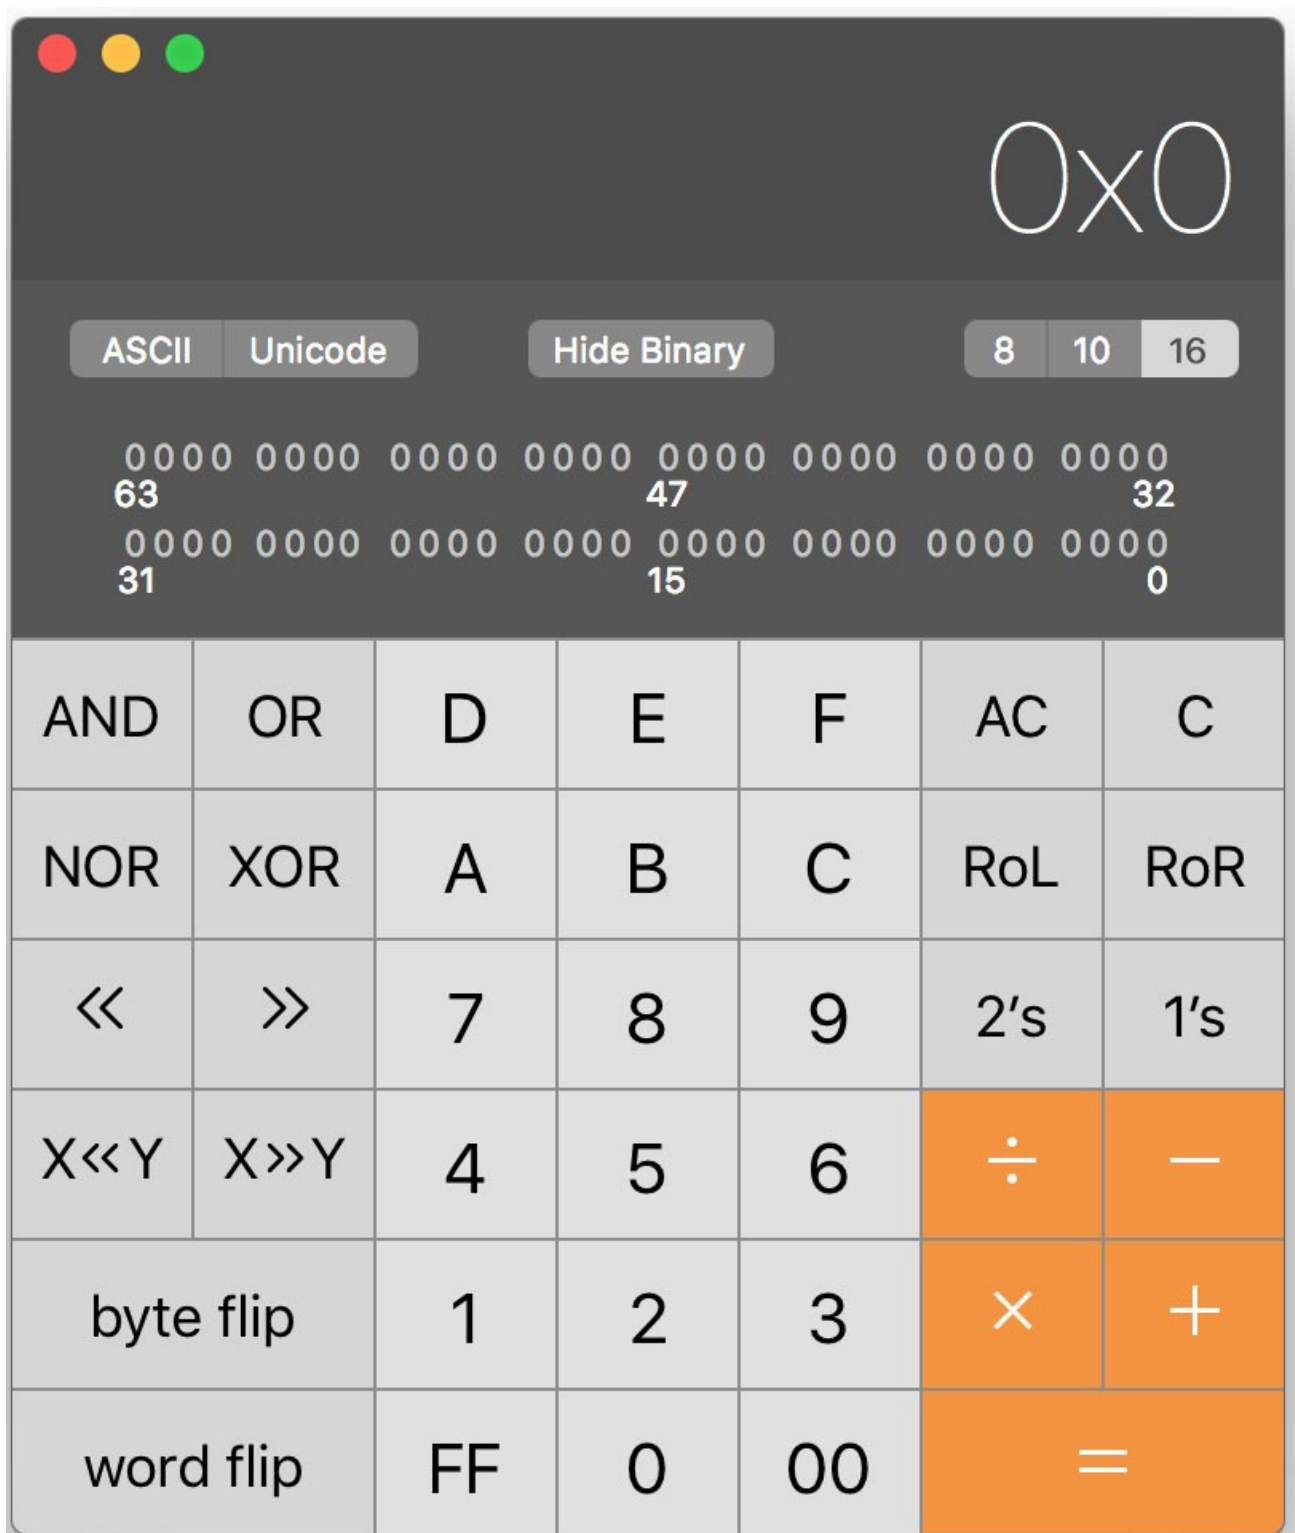 0x0
ASCII Unicode Hide Binary 8 10 16
0000 0000 0000 0000 0000 0000 0000 0000
63 47 32
0000 0000 0000 0000 0000 0000 0000 0000
31 15 0
AND OR D E F AC C
NOR XOR A B C RoL RoR
« » 7 8 9 2’s 1’s
X«Y X»Y 4 5 6 ÷ −
byte flip 1 2 3 × +
word flip FF 0 00 =